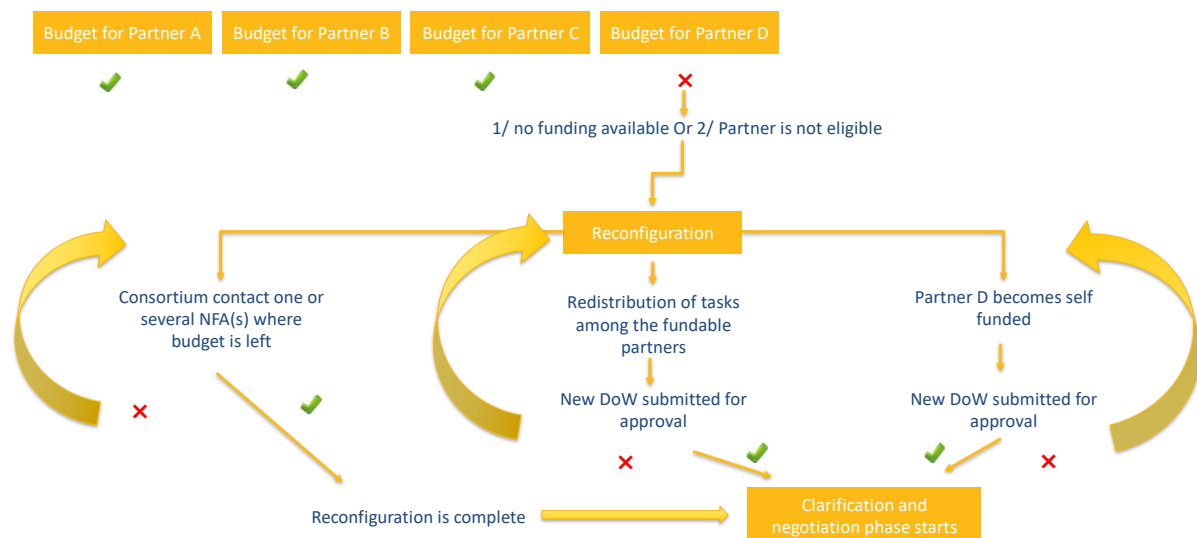 Budget for Partner A
Budget for Partner B
Budget for Partner C
Budget for Partner D
1/ no funding available Or 2/ Partner is not eligible
Reconfiguration
Consortium contact one or
several NFA(s) where
budget is left
Redistribution of tasks
among the fundable
partners
Partner D becomes self
funded
New DoW submitted for
approval
New DoW submitted for
approval
Reconfiguration is complete
Clarification and
negotiation phase starts